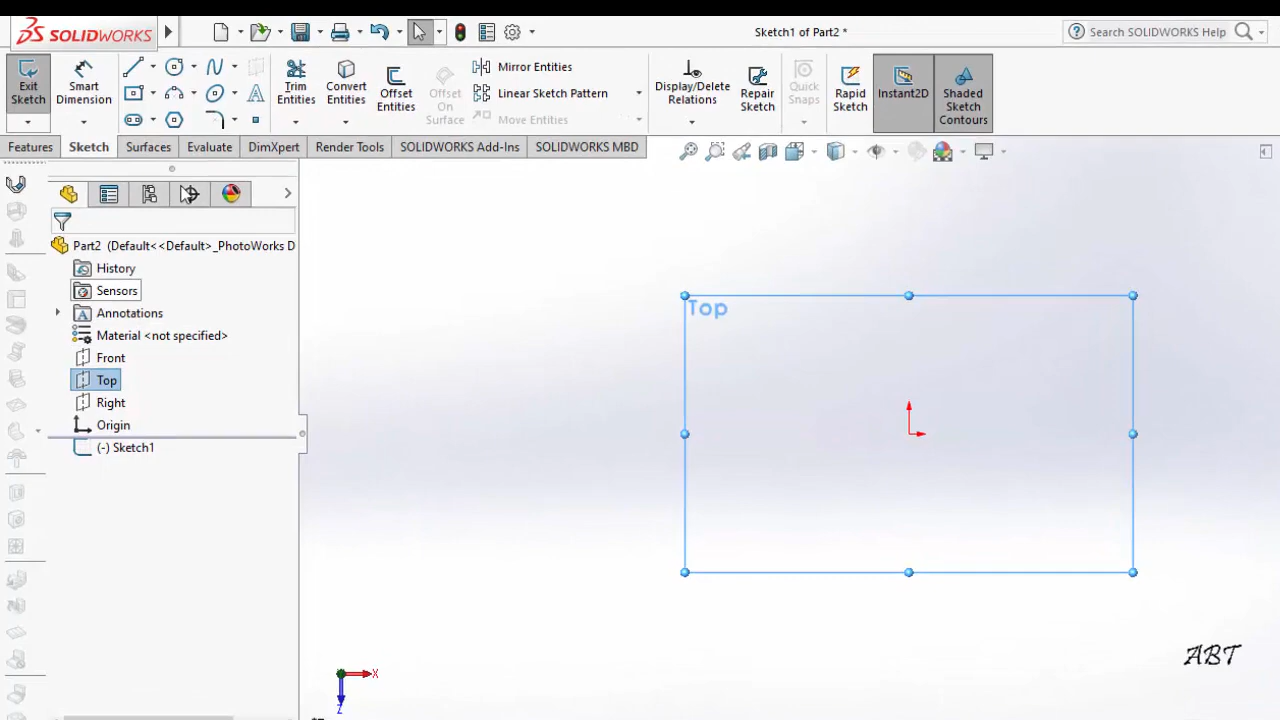 SOLIDWORKS
Sketch1 of Part2 *
Search SOLIDWORKS Help
Exit Sketch
Smart Dimension
Trim Entities
Convert Entities
Offset Entities
Offset On Surface
Mirror Entities
Linear Sketch Pattern
Move Entities
Display/Delete Relations
Repair Sketch
Quick Snaps
Rapid Sketch
Instant2D
Shaded Sketch Contours
Features Sketch Surfaces Evaluate DimXpert Render Tools SOLIDWORKS Add-Ins SOLIDWORKS MBD
Part2 (Default<<Default>_PhotoWorks D
History
Sensors
Annotations
Material <not specified>
Front
Top
Right
Origin
(-) Sketch1
Top
X
Z
ABT